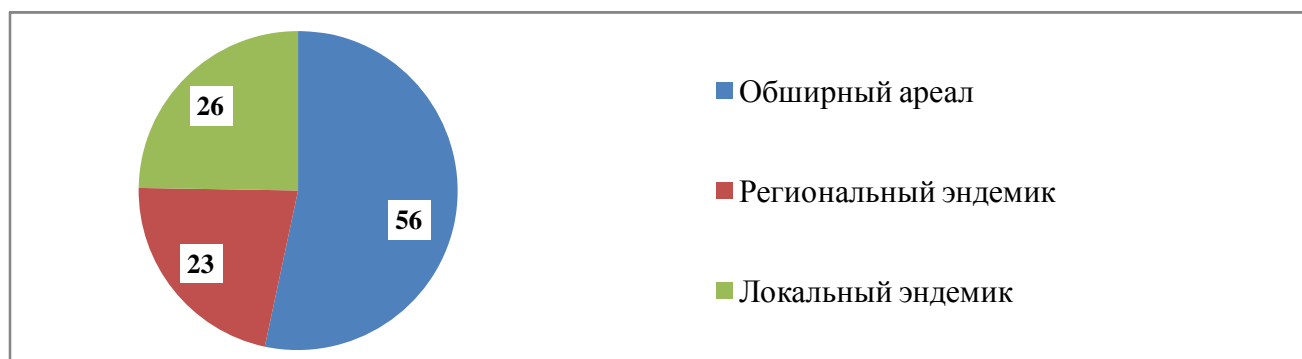 26
56
23
Обширный ареал
Региональный эндемик
Локальный эндемик